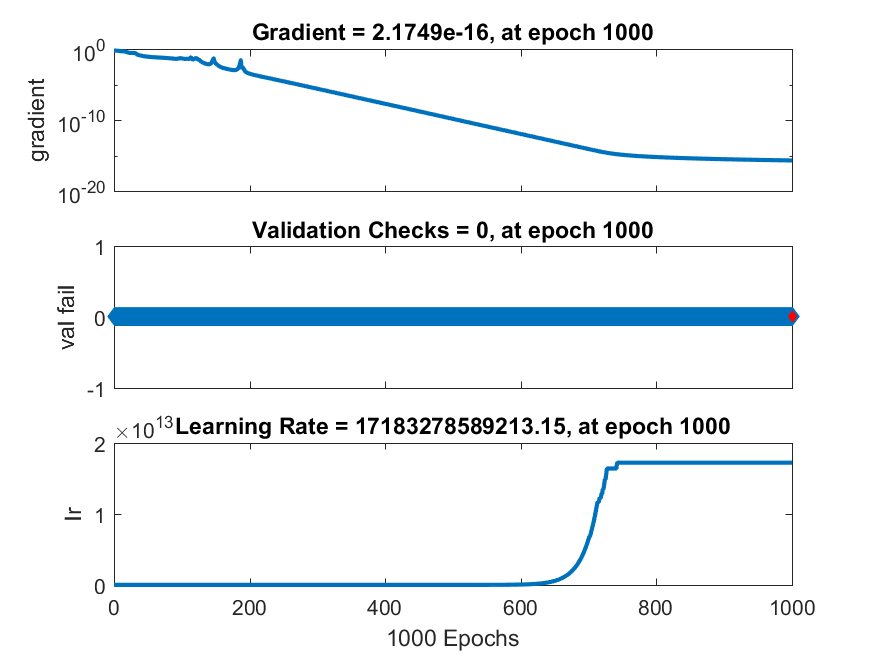 Gradient = 2.1749e-16, at epoch 1000
10^0
10^-10
10^-20
gradient
Validation Checks = 0, at epoch 1000
1
0
-1
val fail
×10^13 Learning Rate = 17183278589213.15, at epoch 1000
2
1
0
lr
0 200 400 600 800 1000
1000 Epochs